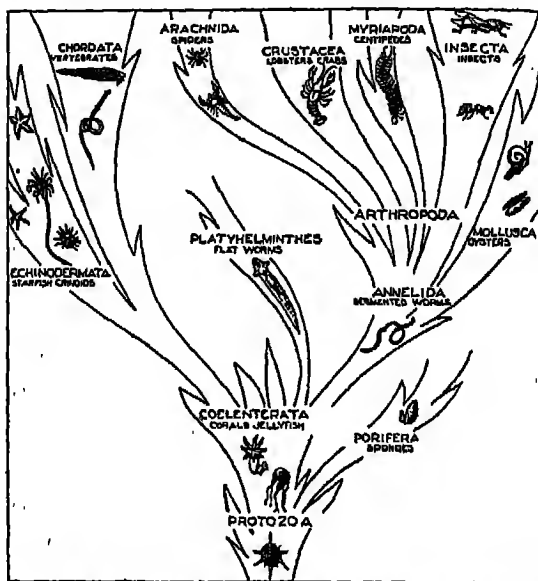 CHORDATA
VERTEBRATES
ARACHNIDA
SPIDERS
CRUSTACEA
LOBSTERS CRABS
MYRIAPODA
CENTIPEDES
INSECTA
INSECTS
ARTHROPODA
MOLLUSCA
OYSTERS
PLATYHELMINTHES
FLAT WORMS
ECHINODERMATA
STARFISH CRINOIDS
ANNELIDA
SEGMENTED WORMS
COELENTERATA
CORALS JELLYFISH
PORIFERA
SPONGES
PROTOZOA